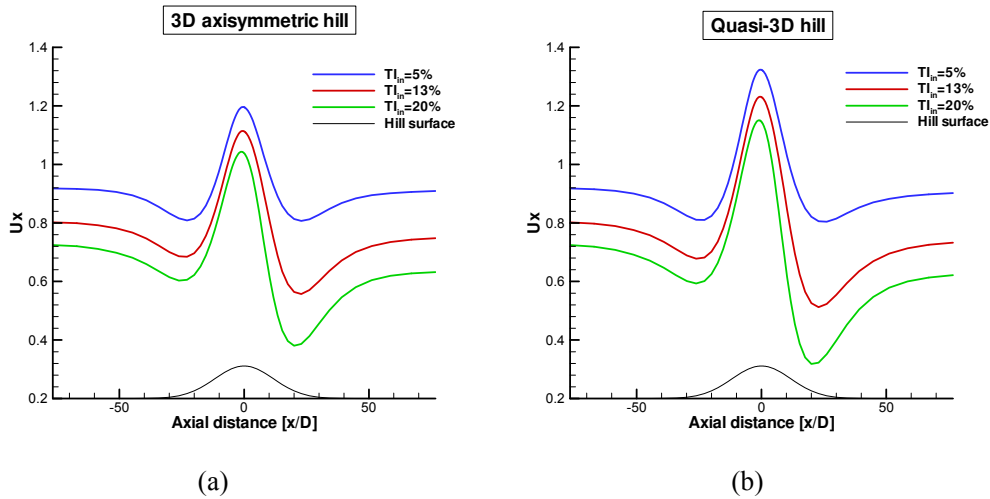 3D axisymmetric hill
1.4
1.2
1
0.8
0.6
0.4
0.2
Ux
TIin=5%
TIin=13%
TIin=20%
Hill surface
-50
0
50
Axial distance [x/D]
(a)
Quasi-3D hill
1.4
1.2
1
0.8
0.6
0.4
0.2
Ux
TIin=5%
TIin=13%
TIin=20%
Hill surface
-50
0
50
Axial distance [x/D]
(b)